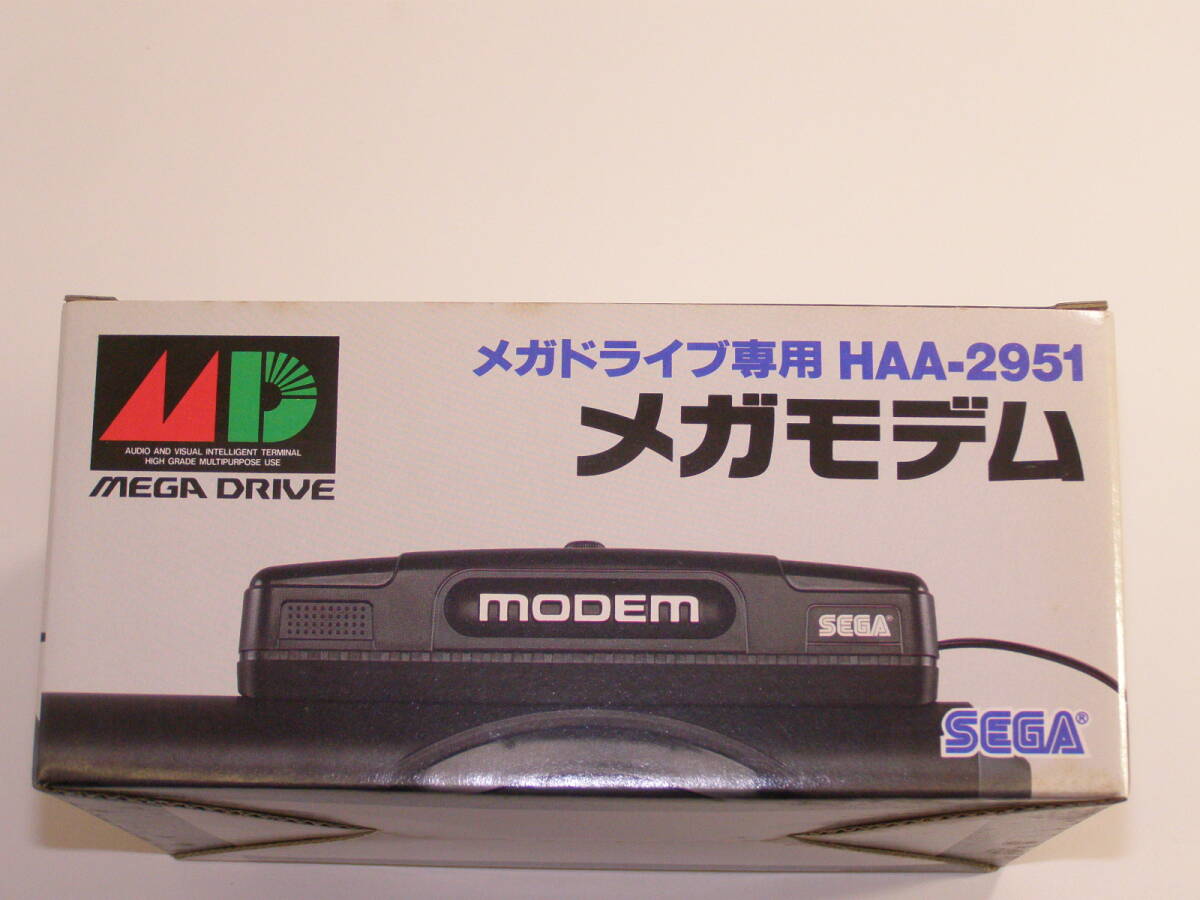 MD
AUDIO AND VISUAL INTELLIGENT TERMINAL
HIGH GRADE MULTIPURPOSE USE
MEGA DRIVE
メガドライブ専用 HAA-2951
メガモデム
MODEM
SEGA
SEGA®